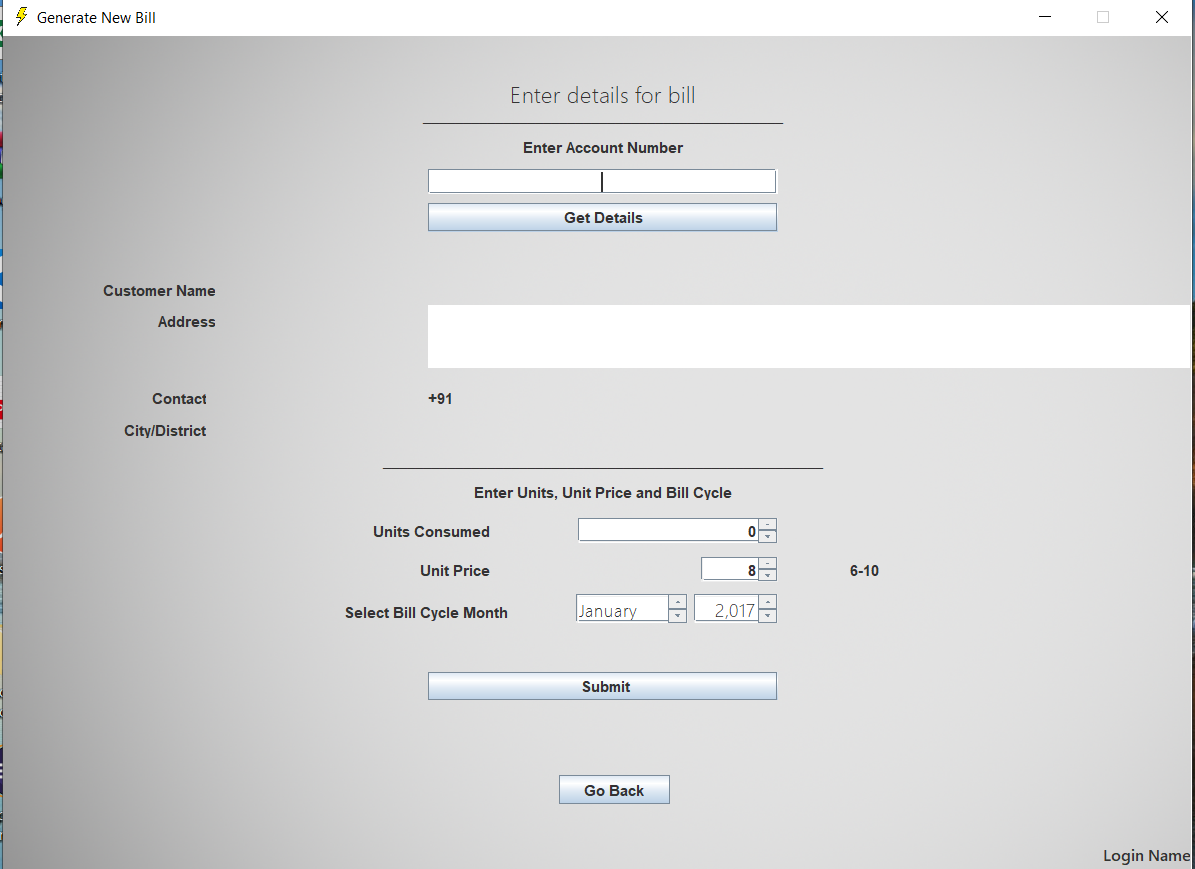 Generate New Bill
Enter details for bill
Enter Account Number
Get Details
Customer Name
Address
Contact +91
City/District
Enter Units, Unit Price and Bill Cycle
Units Consumed 0
Unit Price 8 6-10
Select Bill Cycle Month January 2,017
Submit
Go Back
Login Name